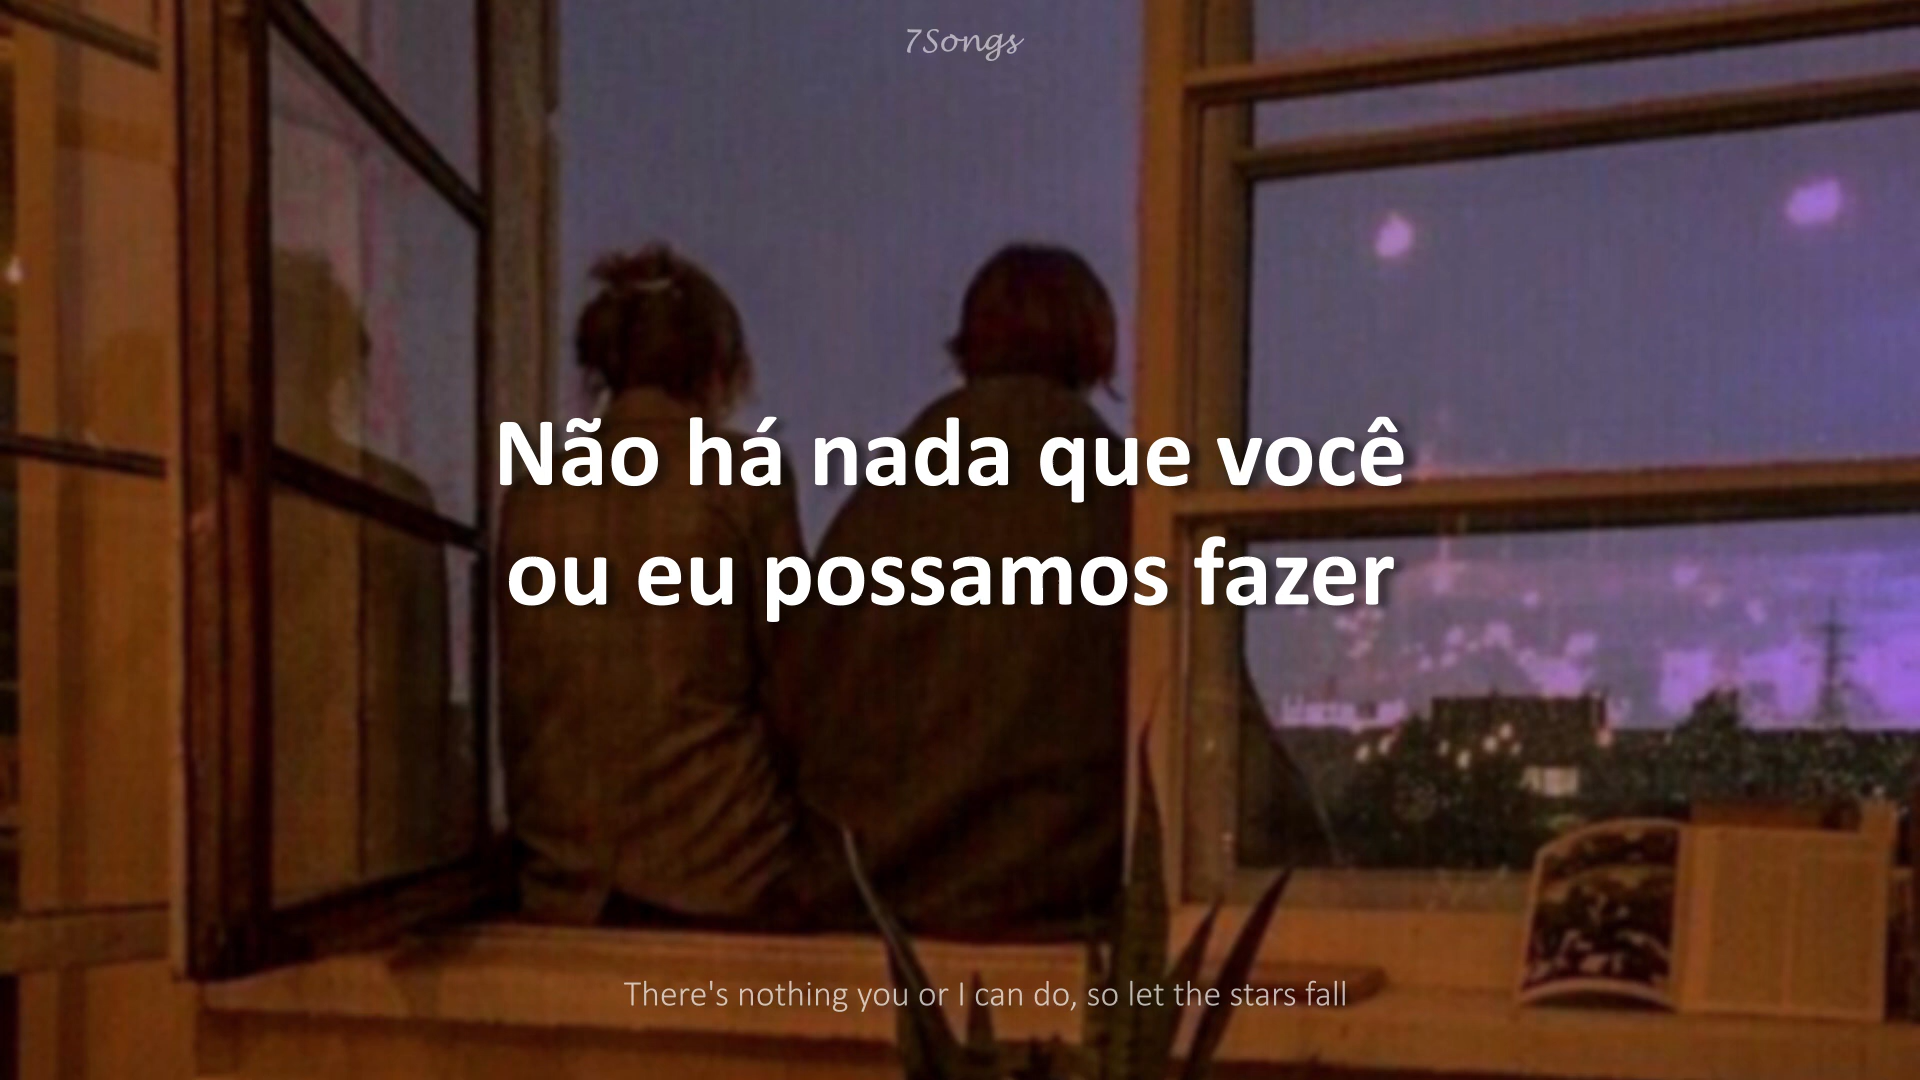 7Songs
Não há nada que você
ou eu possamos fazer
There's nothing you or I can do, so let the stars fall